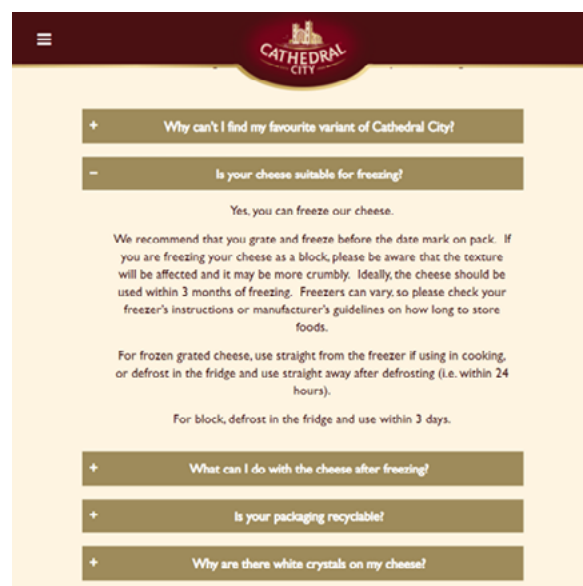 CATHEDRAL
CITY
+ Why can't I find my favourite variant of Cathedral City?
– Is your cheese suitable for freezing?
Yes, you can freeze our cheese.
We recommend that you grate and freeze before the date mark on pack. If
you are freezing your cheese as a block, please be aware that the texture
will be affected and it may be more crumbly. Ideally, the cheese should be
used within 3 months of freezing. Freezers can vary, so please check your
freezer's instructions or manufacturer's guidelines on how long to store
foods.
For frozen grated cheese, use straight from the freezer if using in cooking,
or defrost in the fridge and use straight away after defrosting (i.e. within 24
hours).
For block, defrost in the fridge and use within 3 days.
+ What can I do with the cheese after freezing?
+ Is your packaging recyclable?
+ Why are there white crystals on my cheese?